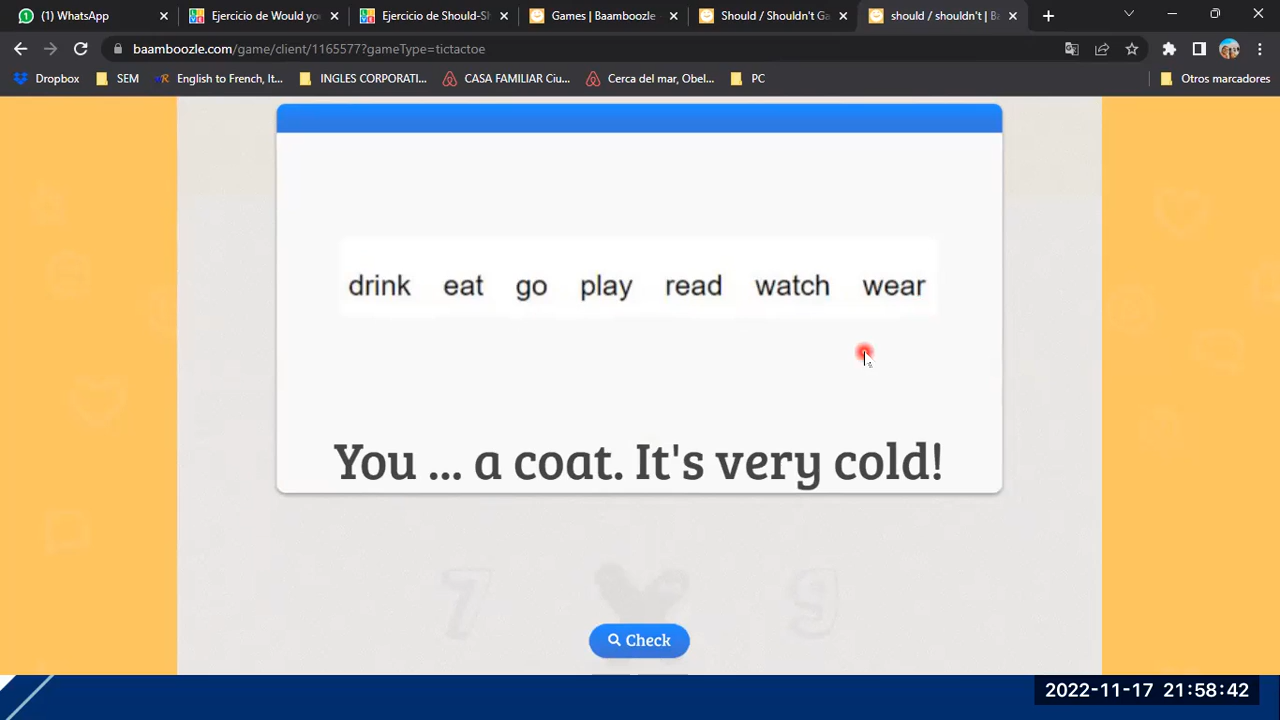 (1) WhatsApp
Ejercicio de Would yo
Ejercicio de Should-Sh
Games | Baamboozle
Should / Shouldn't Ga
should / shouldn't | Ba
baamboozle.com/game/client/1165577?gameType=tictactoe
Dropbox
SEM
English to French, It...
INGLES CORPORATI...
CASA FAMILIAR Ciu...
Cerca del mar, Obel...
PC
Otros marcadores
drink eat go play read watch wear
You ... a coat. It's very cold!
7
9
Check
2022-11-17 21:58:42